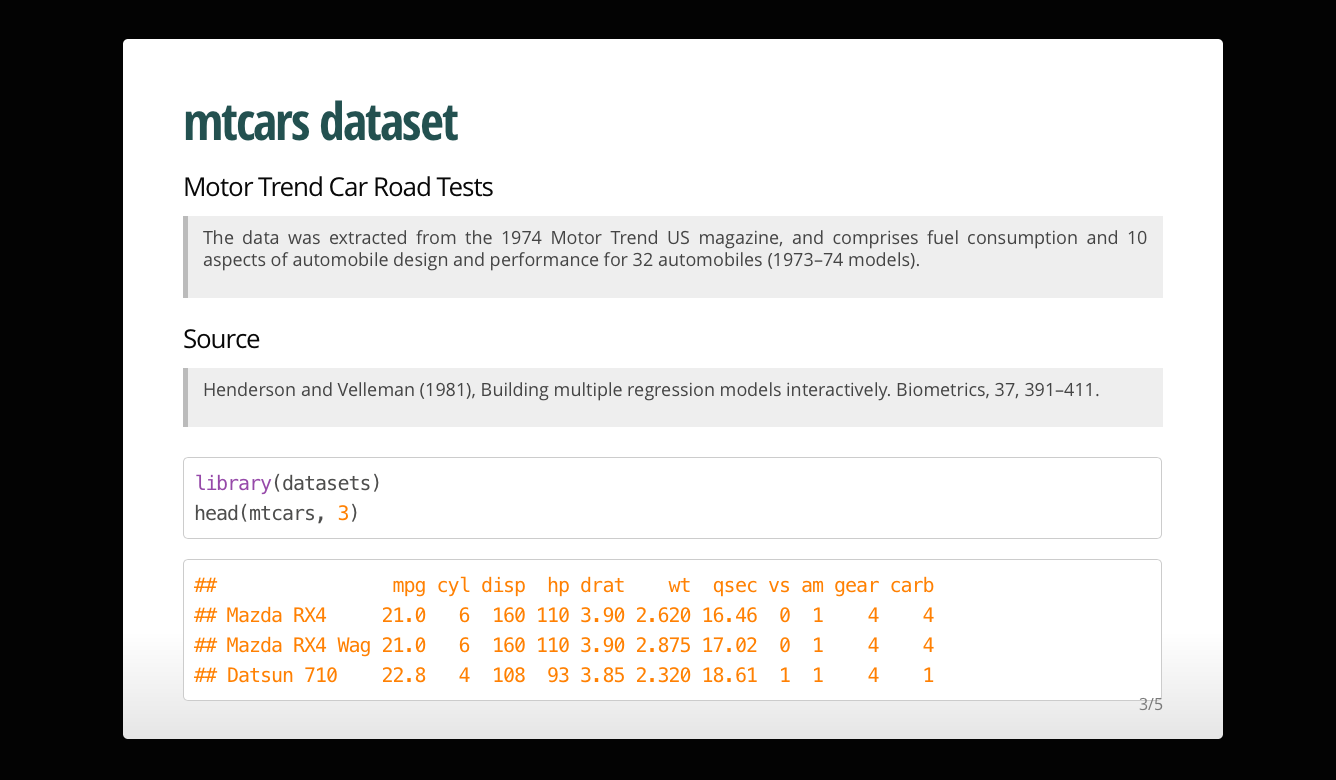 mtcars dataset
Motor Trend Car Road Tests
The data was extracted from the 1974 Motor Trend US magazine, and comprises fuel consumption and 10
aspects of automobile design and performance for 32 automobiles (1973–74 models).
Source
Henderson and Velleman (1981), Building multiple regression models interactively. Biometrics, 37, 391–411.
library(datasets)
head(mtcars, 3)
##                mpg cyl disp  hp drat    wt  qsec vs am gear carb
## Mazda RX4     21.0   6  160 110 3.90 2.620 16.46  0  1    4    4
## Mazda RX4 Wag 21.0   6  160 110 3.90 2.875 17.02  0  1    4    4
## Datsun 710    22.8   4  108  93 3.85 2.320 18.61  1  1    4    1
3/5